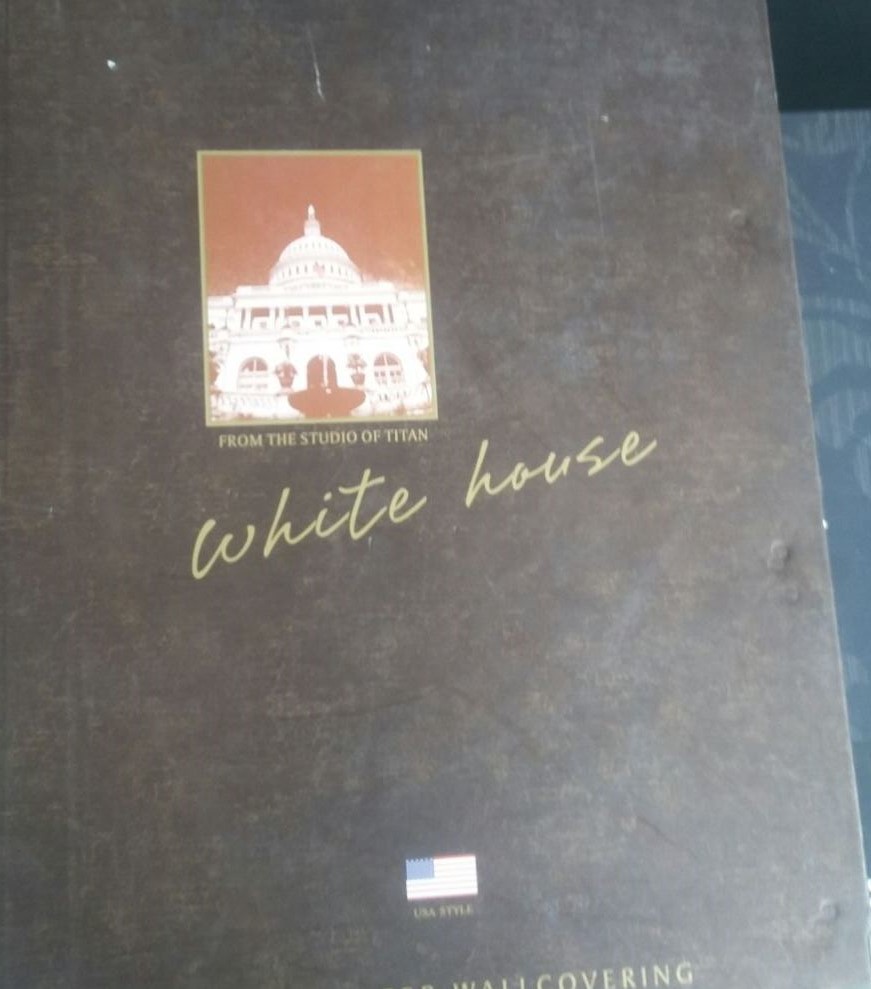 FROM THE STUDIO OF TITAN
white house
USA STYLE
WALLCOVERING